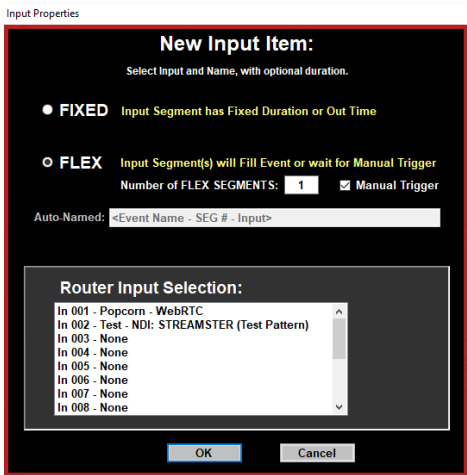 Input Properties
New Input Item:
Select Input and Name, with optional duration.
FIXED Input Segment has Fixed Duration or Out Time
FLEX Input Segment(s) will Fill Event or wait for Manual Trigger
Number of FLEX SEGMENTS: 1 Manual Trigger
Auto-Named: <Event Name - SEG # - Input>
Router Input Selection:
In 001 - Popcorn - WebRTC
In 002 - Test - NDI: STREAMSTER (Test Pattern)
In 003 - None
In 004 - None
In 005 - None
In 006 - None
In 007 - None
In 008 - None
OK Cancel